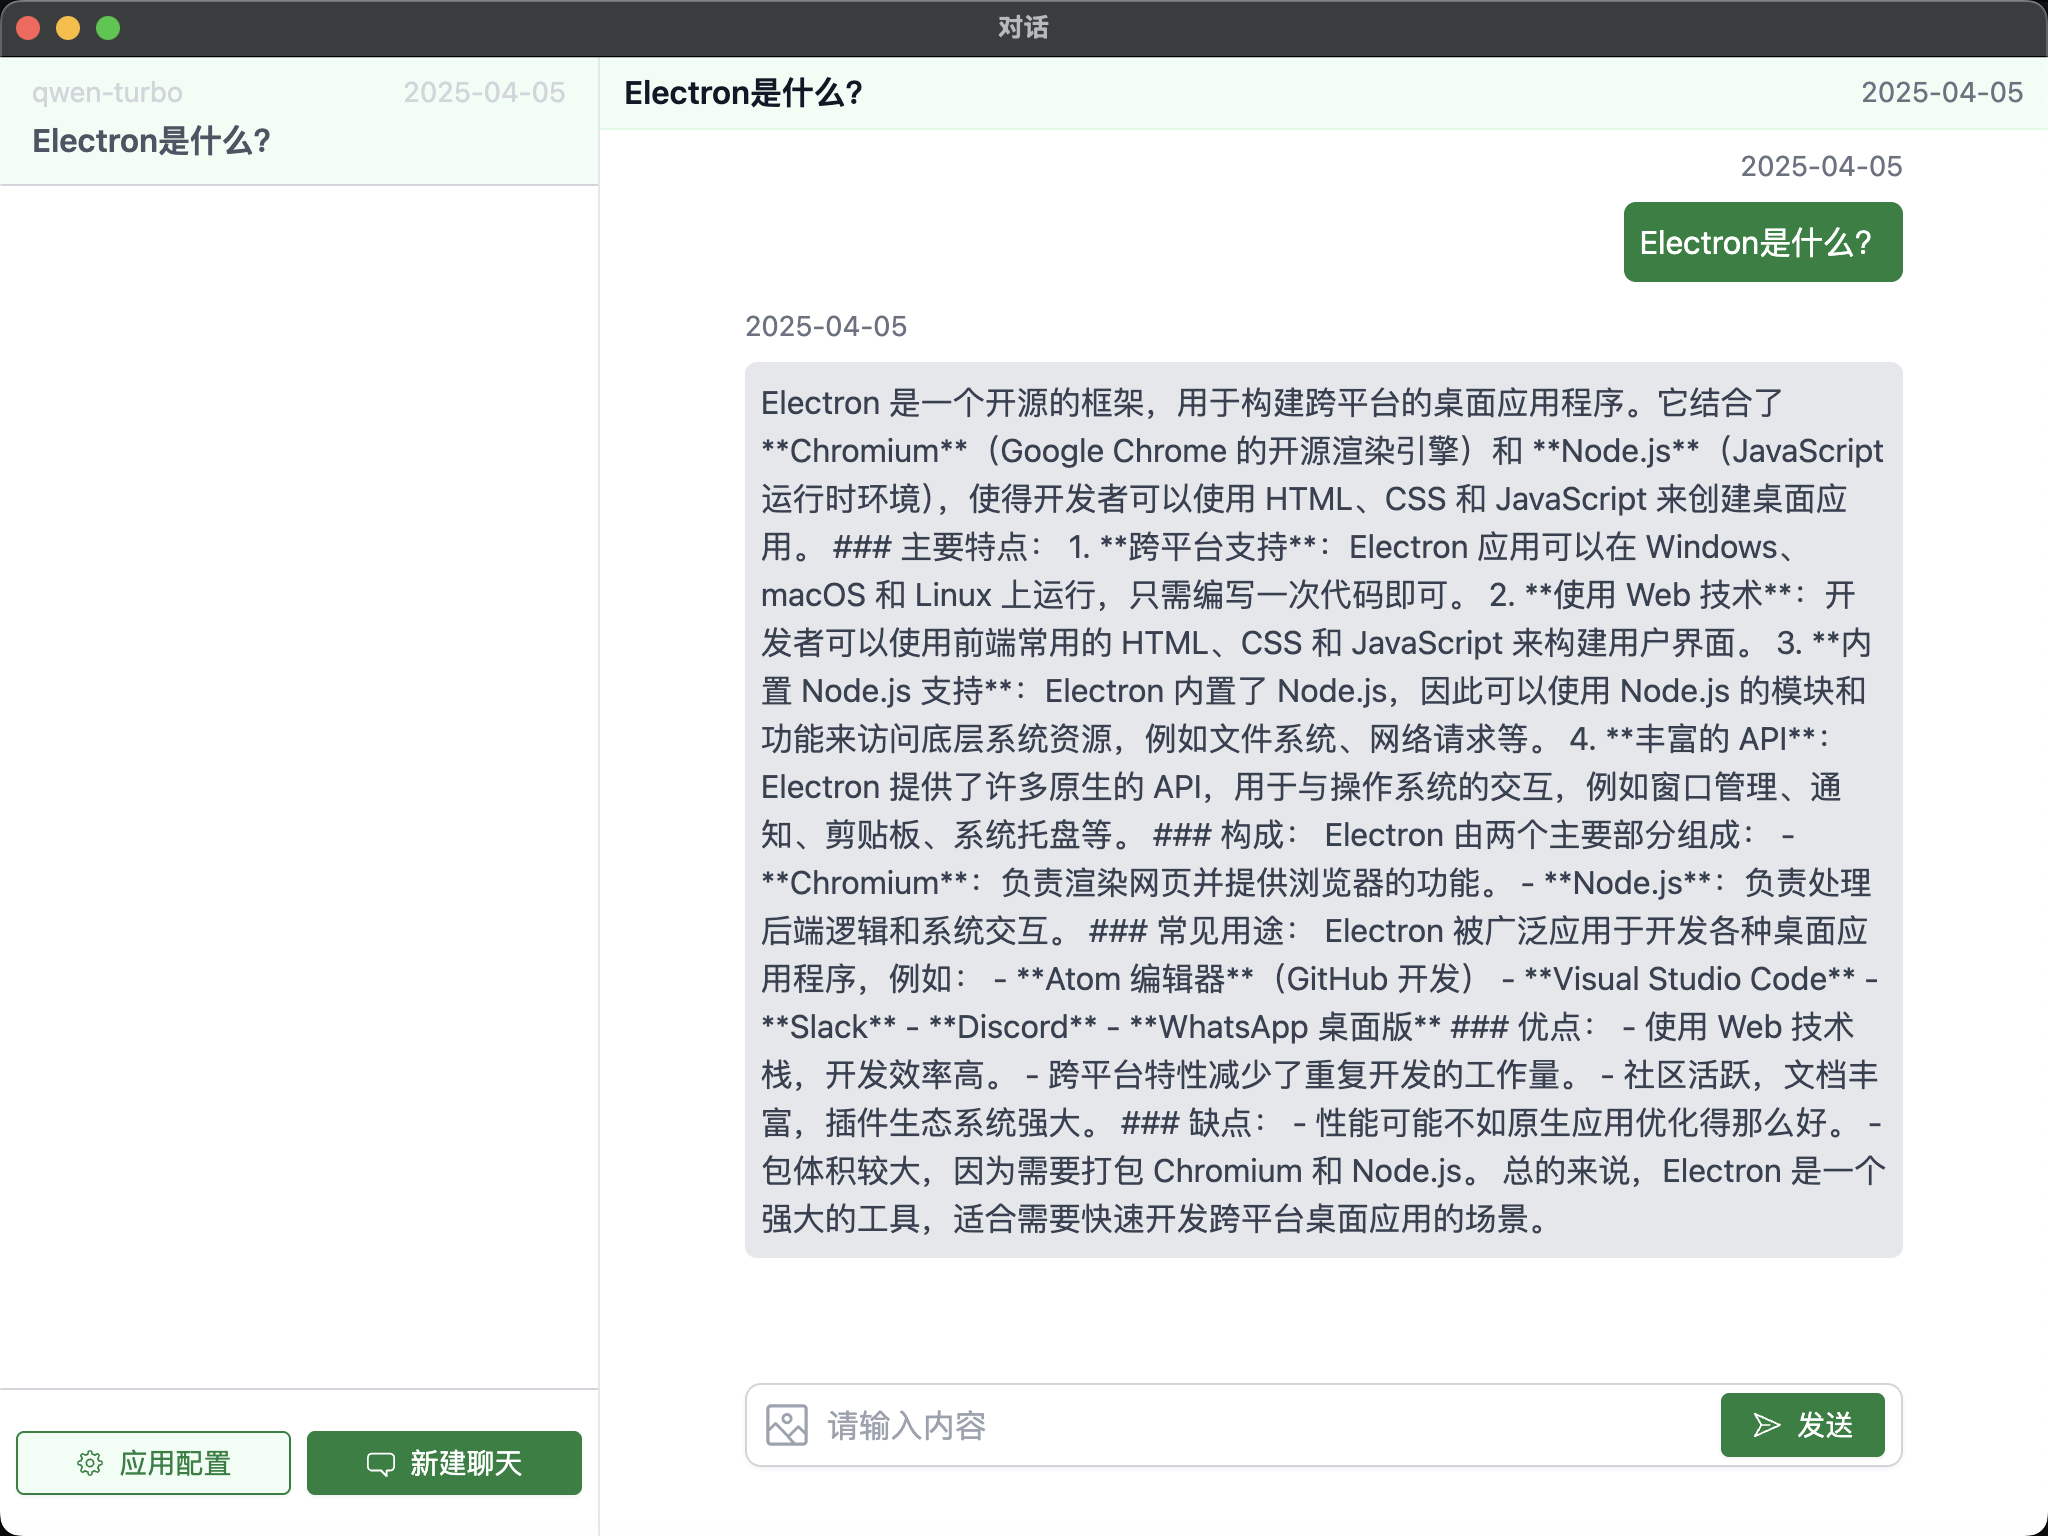 对话
qwen-turbo 2025-04-05
Electron是什么?
应用配置
新建聊天
Electron是什么? 2025-04-05
2025-04-05
Electron是什么?
2025-04-05
Electron 是一个开源的框架，用于构建跨平台的桌面应用程序。它结合了
**Chromium**（Google Chrome 的开源渲染引擎）和 **Node.js**（JavaScript
运行时环境），使得开发者可以使用 HTML、CSS 和 JavaScript 来创建桌面应
用。 ### 主要特点： 1. **跨平台支持**：Electron 应用可以在 Windows、
macOS 和 Linux 上运行，只需编写一次代码即可。 2. **使用 Web 技术**：开
发者可以使用前端常用的 HTML、CSS 和 JavaScript 来构建用户界面。 3. **内
置 Node.js 支持**：Electron 内置了 Node.js，因此可以使用 Node.js 的模块和
功能来访问底层系统资源，例如文件系统、网络请求等。 4. **丰富的 API**：
Electron 提供了许多原生的 API，用于与操作系统的交互，例如窗口管理、通
知、剪贴板、系统托盘等。 ### 构成： Electron 由两个主要部分组成： -
**Chromium**：负责渲染网页并提供浏览器的功能。 - **Node.js**：负责处理
后端逻辑和系统交互。 ### 常见用途： Electron 被广泛应用于开发各种桌面应
用程序，例如： - **Atom 编辑器**（GitHub 开发） - **Visual Studio Code** -
**Slack** - **Discord** - **WhatsApp 桌面版** ### 优点： - 使用 Web 技术
栈，开发效率高。 - 跨平台特性减少了重复开发的工作量。 - 社区活跃，文档丰
富，插件生态系统强大。 ### 缺点： - 性能可能不如原生应用优化得那么好。 -
包体积较大，因为需要打包 Chromium 和 Node.js。 总的来说，Electron 是一个
强大的工具，适合需要快速开发跨平台桌面应用的场景。
请输入内容
发送